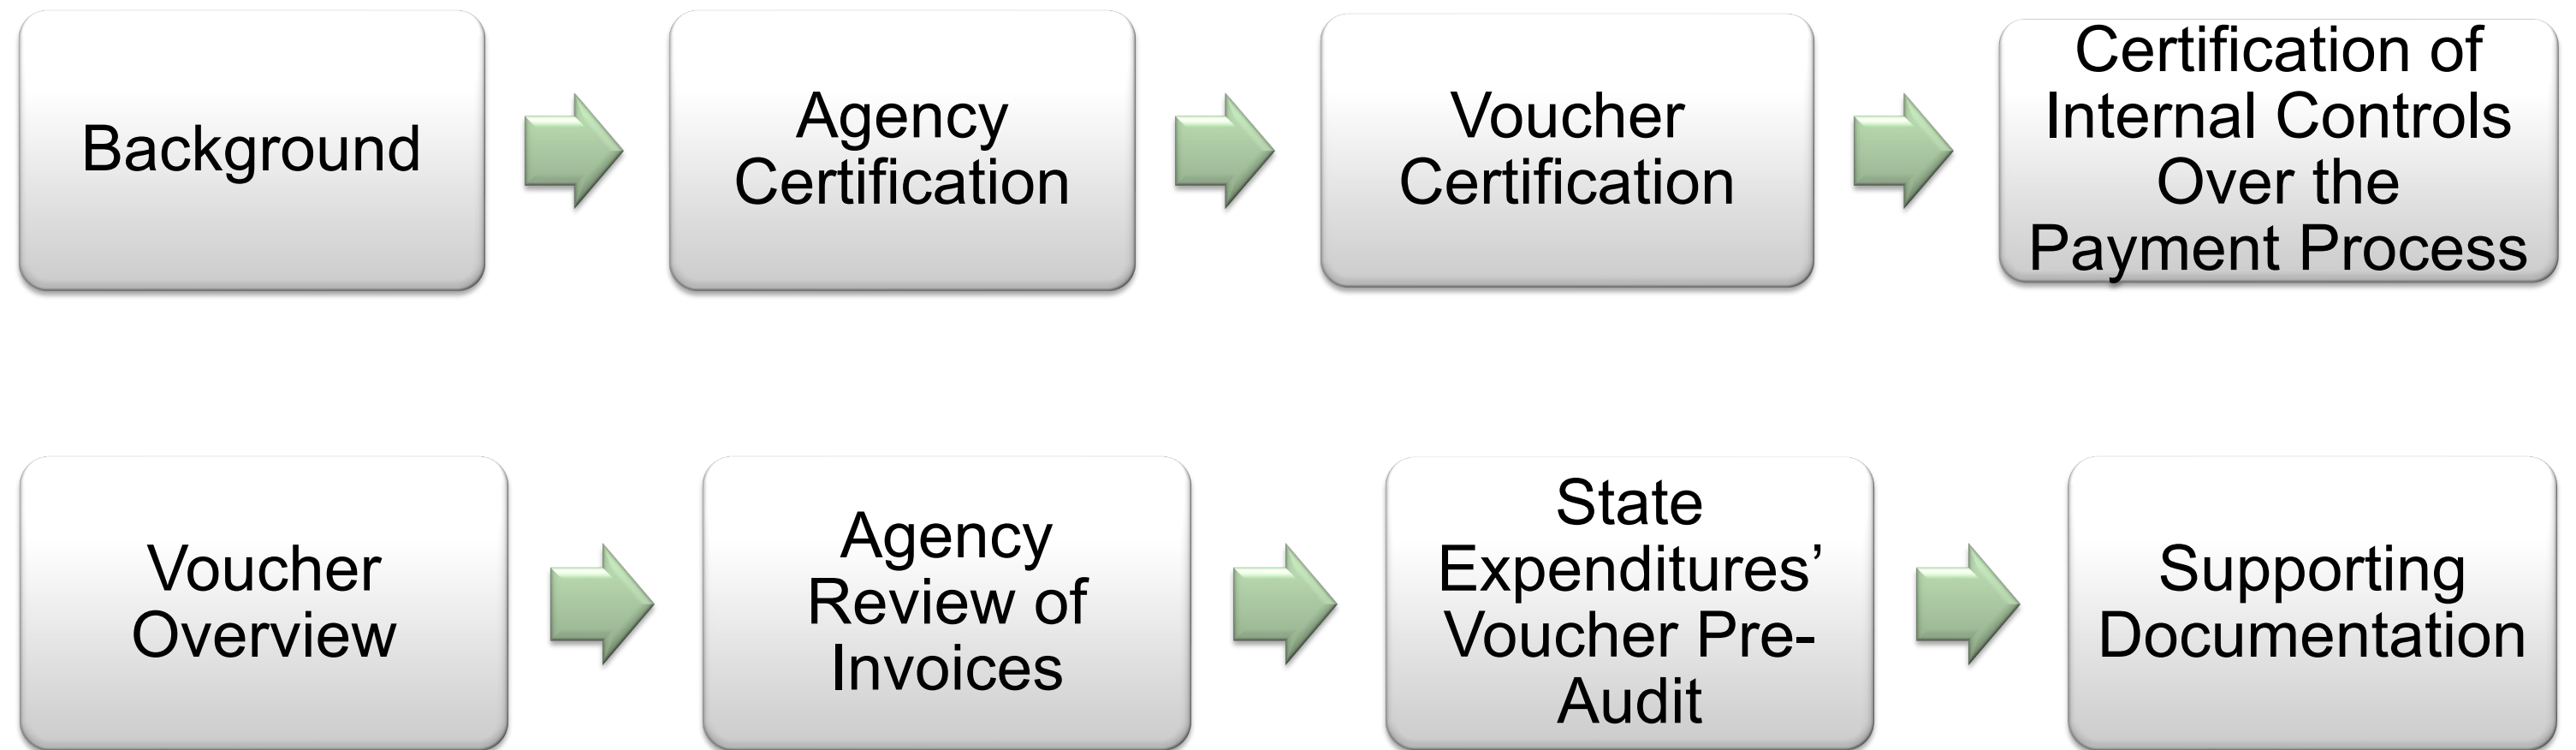 Background
Agency
Certification
Voucher
Certification
Certification of
Internal Controls
Over the
Payment Process
Voucher
Overview
Agency
Review of
Invoices
State
Expenditures’
Voucher Pre-
Audit
Supporting
Documentation